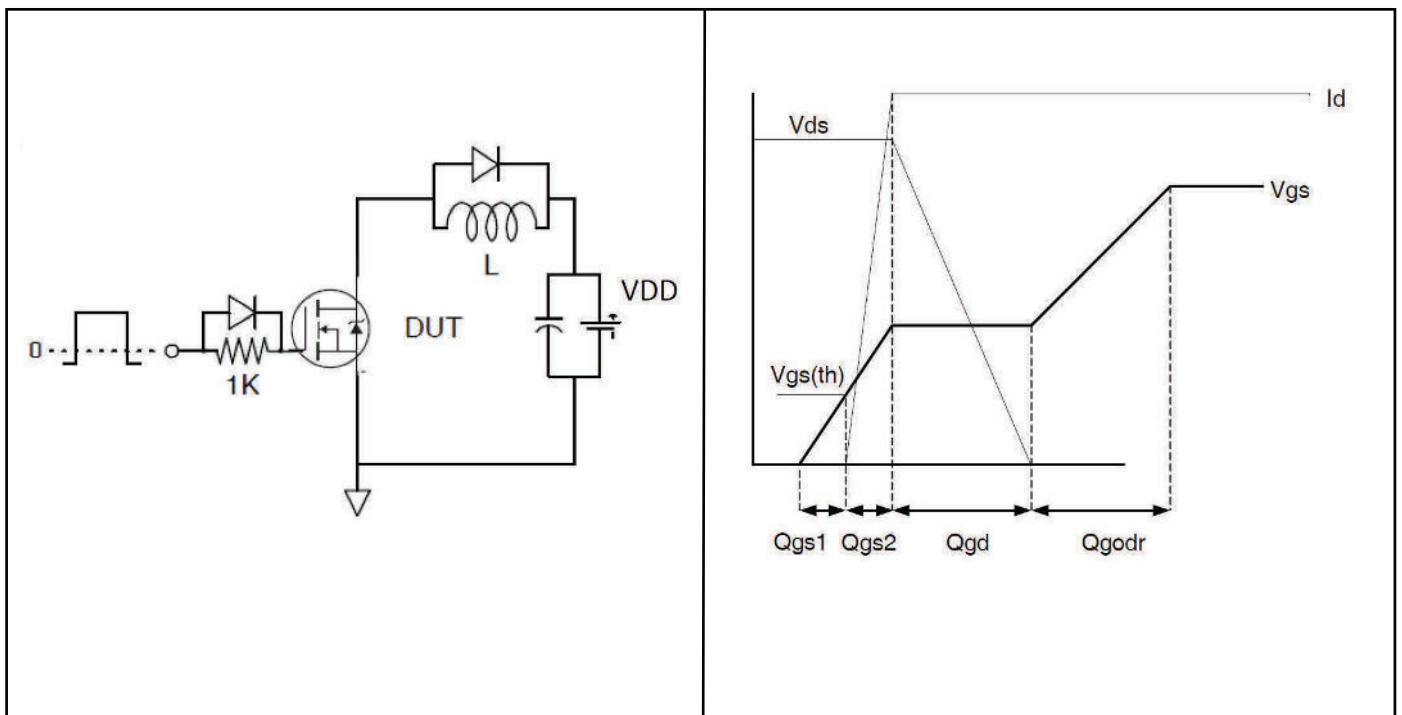 L
VDD
DUT
0
1K
Id
Vds
Vgs
Vgs(th)
Qgs1 Qgs2 Qgd Qgodr